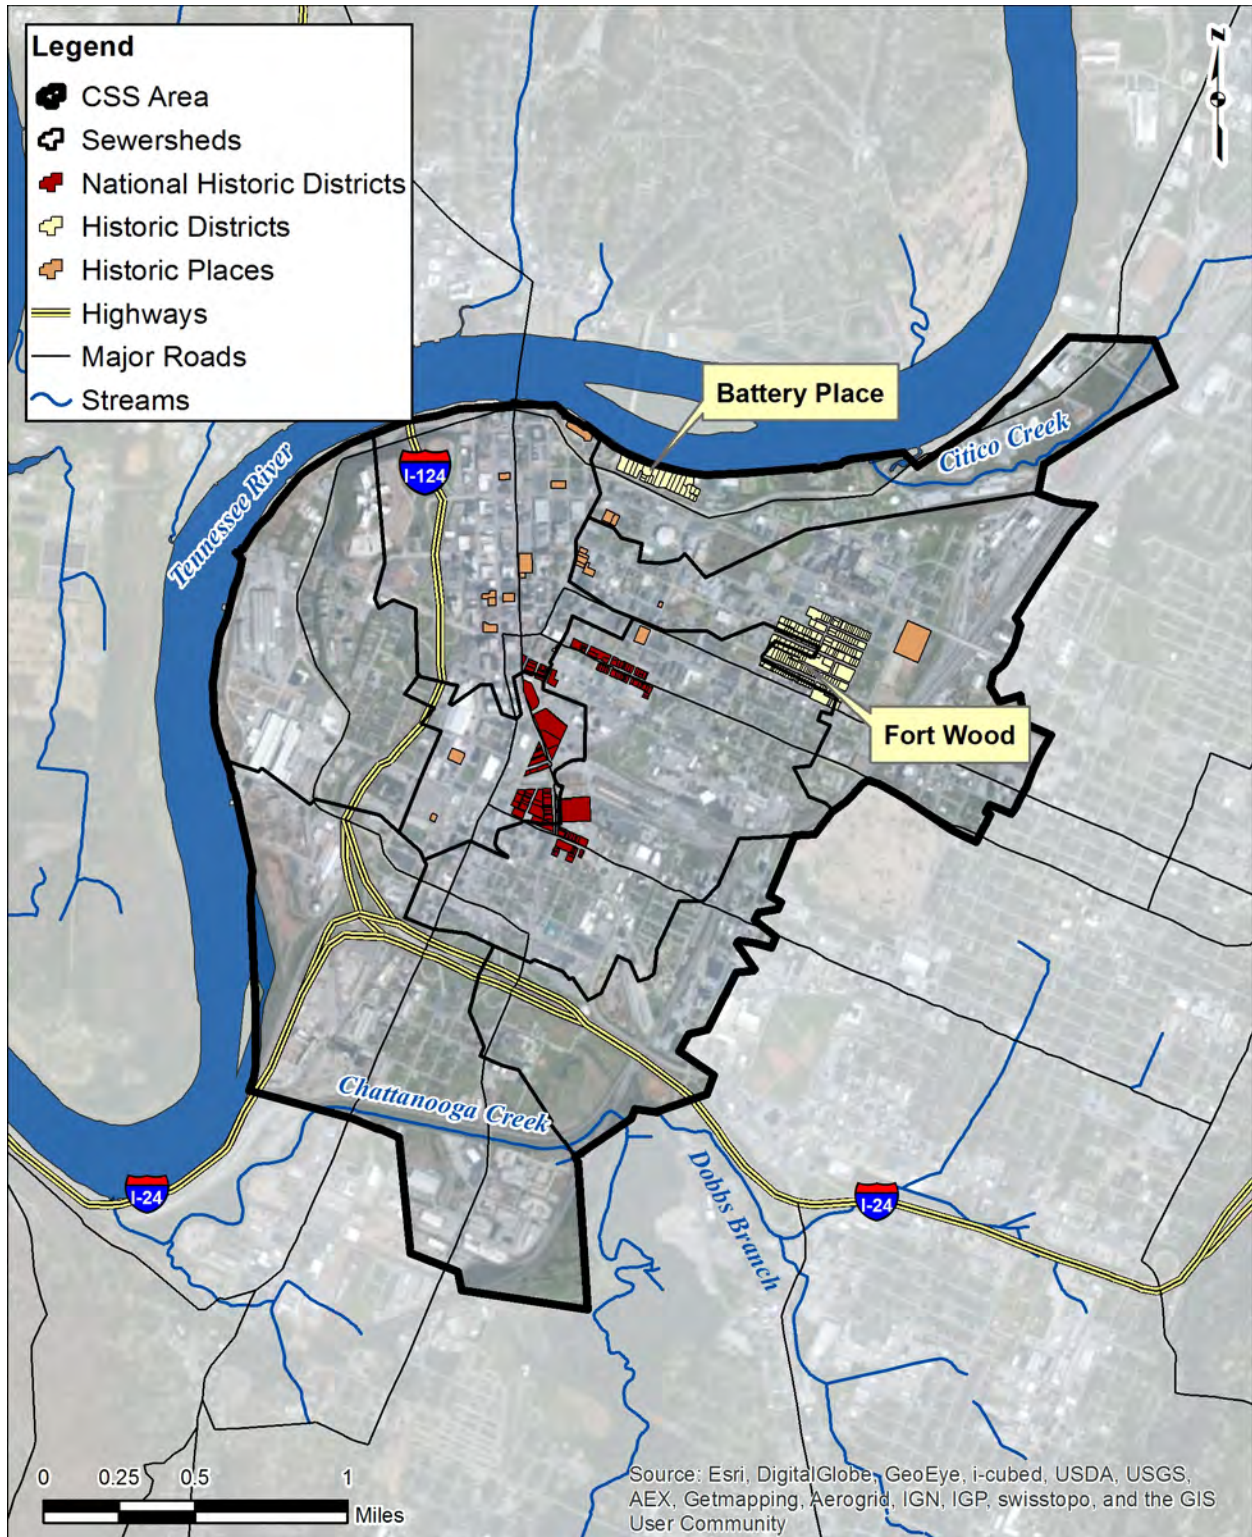 Legend
CSS Area
Sewersheds
National Historic Districts
Historic Districts
Historic Places
Highways
Major Roads
Streams
N
Battery Place
Citico Creek
I-124
Tennessee River
Fort Wood
Chattanooga Creek
Dobbs Branch
I-24
I-24
0 0.25 0.5 1
Miles
Source: Esri, DigitalGlobe, GeoEye, i-cubed, USDA, USGS,
AEX, Getmapping, Aerogrid, IGN, IGP, swisstopo, and the GIS
User Community